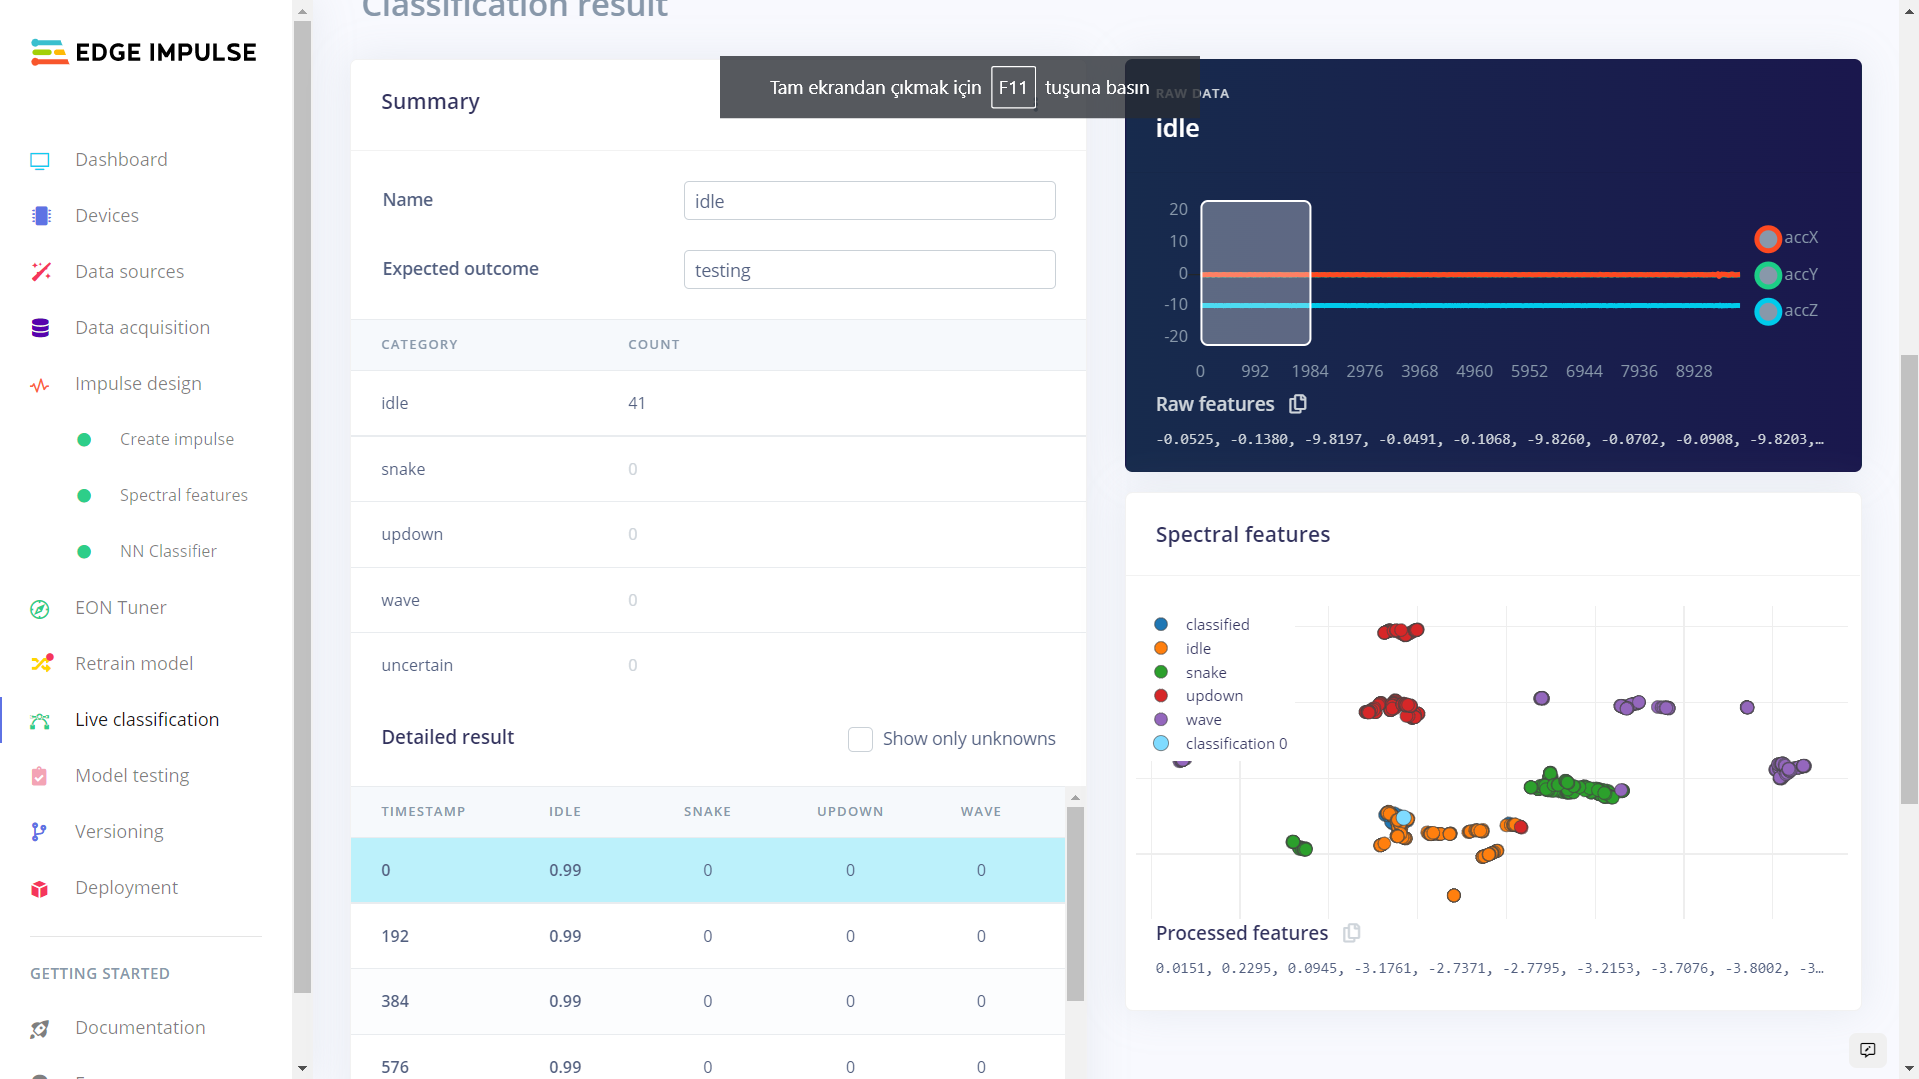 Classification result
EDGE IMPULSE
Dashboard
Devices
Data sources
Data acquisition
Impulse design
Create impulse
Spectral features
NN Classifier
EON Tuner
Retrain model
Live classification
Model testing
Versioning
Deployment
GETTING STARTED
Documentation
Tam ekrandan çıkmak için F11 tuşuna basın
Summary
Name
idle
Expected outcome
testing
CATEGORY COUNT
idle 41
snake 0
updown 0
wave 0
uncertain 0
Detailed result
Show only unknowns
TIMESTAMP IDLE SNAKE UPDOWN WAVE
0 0.99 0 0 0
192 0.99 0 0 0
384 0.99 0 0 0
576 0.99 0 0 0
RAW DATA
idle
20
10
0
-10
-20
accX
accY
accZ
0 992 1984 2976 3968 4960 5952 6944 7936 8928
Raw features
-0.0525, -0.1380, -9.8197, -0.0491, -0.1068, -9.8260, -0.0702, -0.0908, -9.8203,…
Spectral features
classified
idle
snake
updown
wave
classification 0
Processed features
0.0151, 0.2295, 0.0945, -3.1761, -2.7371, -2.7795, -3.2153, -3.7076, -3.8002, -3…